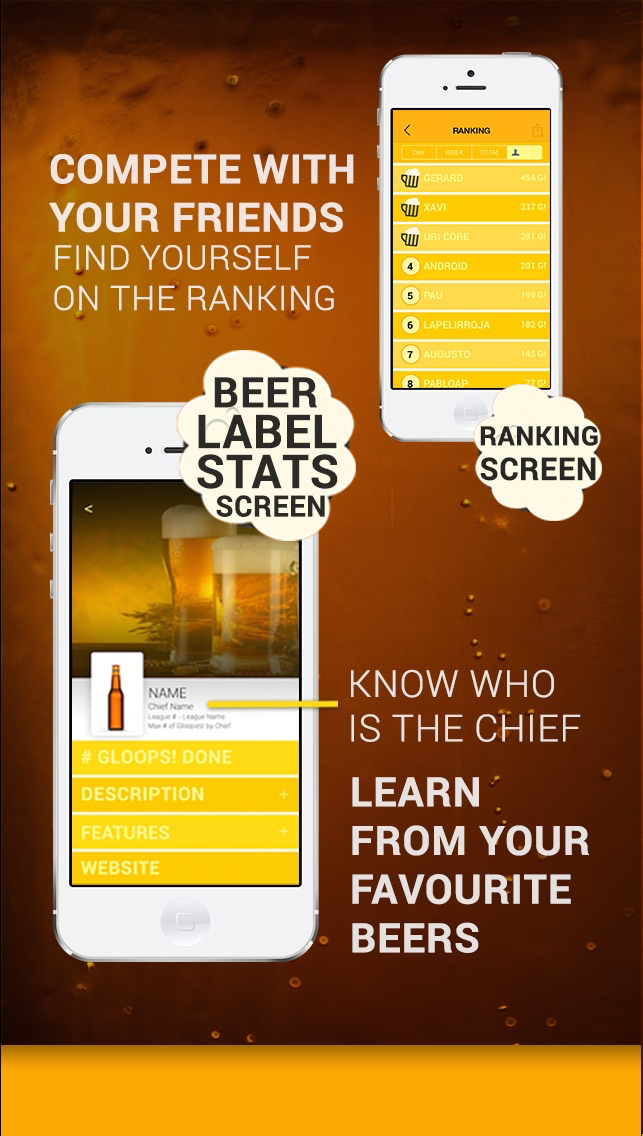 COMPETE WITH
YOUR FRIENDS
FIND YOURSELF
ON THE RANKING
RANKING
DAY WEEK TOTAL
GERARD 454 G!
XAVI 337 G!
URI CORE 291 G!
4 ANDROID 201 G!
5 PAU 199 G!
6 LAPELIRROJA 182 G!
7 AUGUSTO 145 G!
8 PABLOAP 77 G!
RANKING
SCREEN
BEER
LABEL
STATS
SCREEN
<
NAME
Chief Name
League # - League Name
Max # of Gloopies! by Chief
# GLOOPS! DONE
DESCRIPTION +
FEATURES +
WEBSITE
KNOW WHO
IS THE CHIEF
LEARN
FROM YOUR
FAVOURITE
BEERS